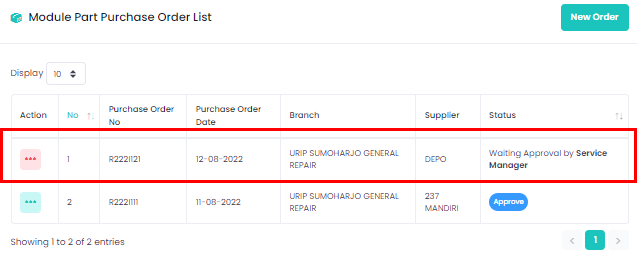 Module Part Purchase Order List
New Order
Display 10
Action No Purchase Order No Purchase Order Date Branch Supplier Status
*** 1 R222I121 12-08-2022 URIP SUMOHARJO GENERAL REPAIR DEPO Waiting Approval by Service Manager
*** 2 R222I111 11-08-2022 URIP SUMOHARJO GENERAL REPAIR 237 MANDIRI Approve
Showing 1 to 2 of 2 entries
< 1 >